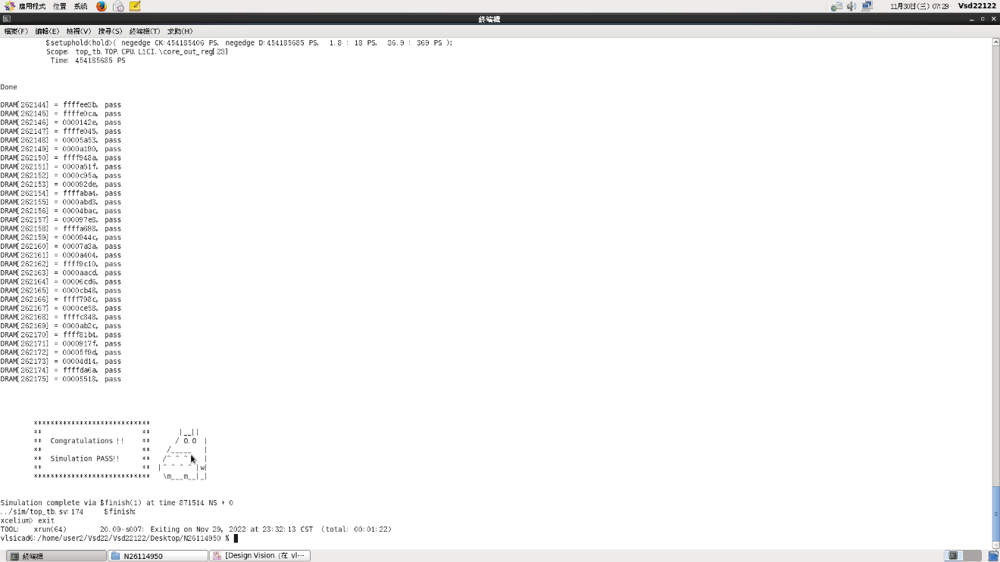 應用程式 位置 系統 11月30日(三) 07:29 Vsd22122
終端機
檔案(F) 編輯(E) 檢視(V) 搜尋(S) 終端機(T) 求助(H)
$setuphold<hold>( negedge CK:454185406 PS, negedge D:454185685 PS, 1.8 : 18 PS, 36.9 : 369 PS );
Scope: top_tb.TOP.CPU.L1CI.\core_out_reg[23]
Time: 454185685 PS
Done
DRAM[262144] = ffffee3b, pass
DRAM[262145] = ffffe0ca, pass
DRAM[262146] = 0000142e, pass
DRAM[262147] = ffffe045, pass
DRAM[262148] = 00005a53, pass
DRAM[262149] = 0000a190, pass
DRAM[262150] = ffff948a, pass
DRAM[262151] = 0000a51f, pass
DRAM[262152] = 0000c95a, pass
DRAM[262153] = 000092de, pass
DRAM[262154] = ffffaba4, pass
DRAM[262155] = 0000abd3, pass
DRAM[262156] = 00004bac, pass
DRAM[262157] = 000097e8, pass
DRAM[262158] = ffffa698, pass
DRAM[262159] = 0000944c, pass
DRAM[262160] = 00007a3a, pass
DRAM[262161] = 0000a404, pass
DRAM[262162] = ffff9c10, pass
DRAM[262163] = 0000aacd, pass
DRAM[262164] = 00006cd6, pass
DRAM[262165] = 0000cb48, pass
DRAM[262166] = ffff798c, pass
DRAM[262167] = 0000ce58, pass
DRAM[262168] = ffffc848, pass
DRAM[262169] = 0000ab2c, pass
DRAM[262170] = ffff81b4, pass
DRAM[262171] = 0000917f, pass
DRAM[262172] = 00005f9d, pass
DRAM[262173] = 00004d14, pass
DRAM[262174] = ffffda6a, pass
DRAM[262175] = 00005518, pass
****************************
** ** |__||
** Congratulations !! ** / O.O |
** ** /_____ |
** Simulation PASS!! ** /^ ^ ^ \ |
** ** |^ ^ ^ ^ |w|
**************************** \m___m__|_|
Simulation complete via $finish(1) at time 871514 NS + 0
../sim/top_tb.sv:174 $finish;
xcelium> exit
TOOL: xrun(64) 20.09-s007: Exiting on Nov 29, 2022 at 23:32:13 CST (total: 00:01:22)
vlsicad6:/home/user2/Vsd22/Vsd22122/Desktop/N26114950 %
終端機 N26114950 [Design Vision (在 vl⋯